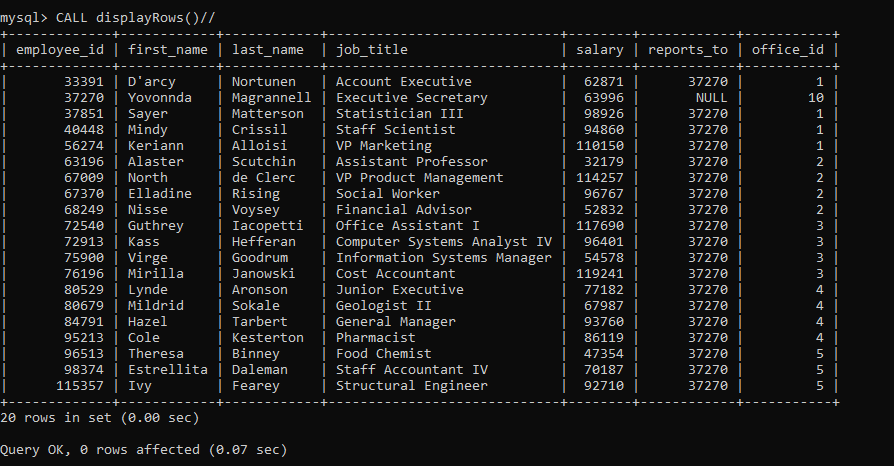 mysql> CALL displayRows()//
+-------------+------------+------------+------------------------------+--------+------------+-----------+
| employee_id | first_name | last_name  | job_title                    | salary | reports_to | office_id |
+-------------+------------+------------+------------------------------+--------+------------+-----------+
|       33391 | D'arcy     | Nortunen   | Account Executive            |  62871 |      37270 |         1 |
|       37270 | Yovonnda   | Magrannell | Executive Secretary          |  63996 |       NULL |        10 |
|       37851 | Sayer      | Matterson  | Statistician III             |  98926 |      37270 |         1 |
|       40448 | Mindy      | Crissil    | Staff Scientist              |  94860 |      37270 |         1 |
|       56274 | Keriann    | Alloisi    | VP Marketing                 | 110150 |      37270 |         1 |
|       63196 | Alaster    | Scutchin   | Assistant Professor          |  32179 |      37270 |         2 |
|       67009 | North      | de Clerc   | VP Product Management        | 114257 |      37270 |         2 |
|       67370 | Elladine   | Rising     | Social Worker                |  96767 |      37270 |         2 |
|       68249 | Nisse      | Voysey     | Financial Advisor            |  52832 |      37270 |         2 |
|       72540 | Guthrey    | Iacopetti  | Office Assistant I           | 117690 |      37270 |         3 |
|       72913 | Kass       | Hefferan   | Computer Systems Analyst IV  |  96401 |      37270 |         3 |
|       75900 | Virge      | Goodrum    | Information Systems Manager  |  54578 |      37270 |         3 |
|       76196 | Mirilla    | Janowski   | Cost Accountant              | 119241 |      37270 |         3 |
|       80529 | Lynde      | Aronson    | Junior Executive             |  77182 |      37270 |         4 |
|       80679 | Mildrid    | Sokale     | Geologist II                 |  67987 |      37270 |         4 |
|       84791 | Hazel      | Tarbert    | General Manager              |  93760 |      37270 |         4 |
|       95213 | Cole       | Kesterton  | Pharmacist                   |  86119 |      37270 |         4 |
|       96513 | Theresa    | Binney     | Food Chemist                 |  47354 |      37270 |         5 |
|       98374 | Estrellita | Daleman    | Staff Accountant IV          |  70187 |      37270 |         5 |
|      115357 | Ivy        | Fearey     | Structural Engineer          |  92710 |      37270 |         5 |
+-------------+------------+------------+------------------------------+--------+------------+-----------+
20 rows in set (0.00 sec)
Query OK, 0 rows affected (0.07 sec)